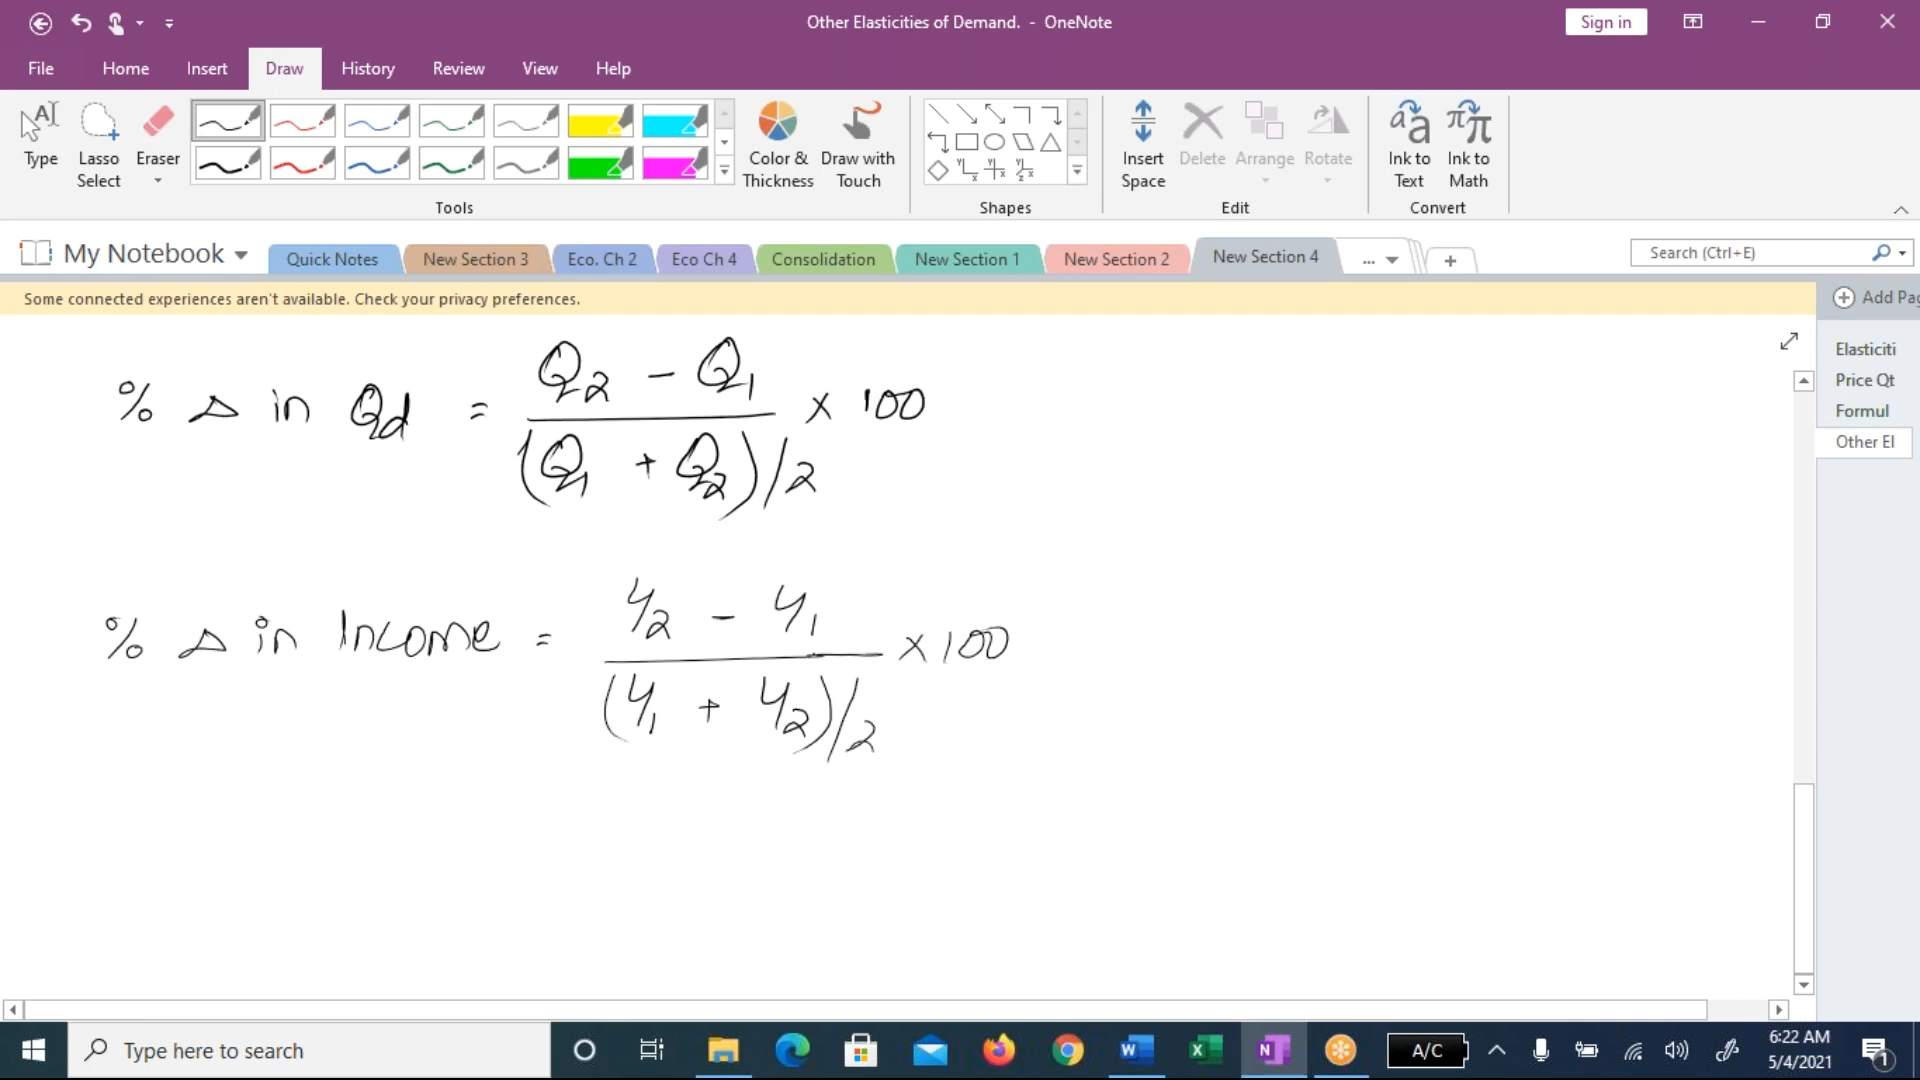 Other Elasticities of Demand. - OneNote
Sign in
File Home Insert Draw History Review View Help
Type
Lasso Select
Eraser
Color & Thickness
Draw with Touch
Insert Space
Delete
Arrange
Rotate
Ink to Text
Ink to Math
Tools
Shapes
Edit
Convert
My Notebook
Quick Notes
New Section 3
Eco. Ch 2
Eco Ch 4
Consolidation
New Section 1
New Section 2
New Section 4
...
Search (Ctrl+E)
Some connected experiences aren't available. Check your privacy preferences.
Add Pag
Elasticiti
Price Qt
Formul
Other El
% Δ in Qd = Q2 - Q1 × 100
(Q1 + Q2)/2
% Δ in Income = Y2 - Y1 × 100
(Y1 + Y2)/2
Type here to search
A/C
6:22 AM
5/4/2021
1